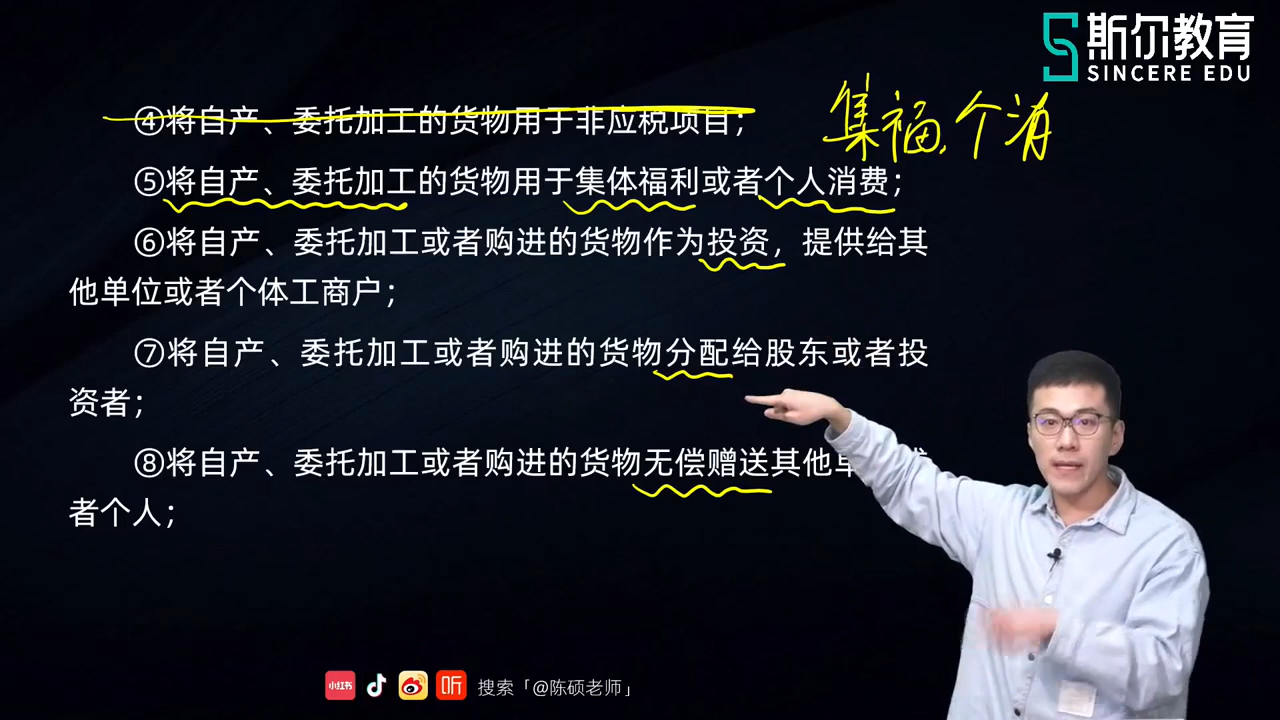 斯尔教育
SINCERE EDU
集福、个消
④将自产、委托加工的货物用于非应税项目；
⑤将自产、委托加工的货物用于集体福利或者个人消费；
⑥将自产、委托加工或者购进的货物作为投资，提供给其
他单位或者个体工商户；
⑦将自产、委托加工或者购进的货物分配给股东或者投
资者；
⑧将自产、委托加工或者购进的货物无偿赠送其他单
者个人；
小红书
听
搜索「@陈硕老师」